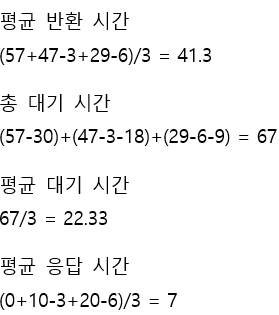 평균 반환 시간
(57+47-3+29-6)/3 = 41.3
총 대기 시간
(57-30)+(47-3-18)+(29-6-9) = 67
평균 대기 시간
67/3 = 22.33
평균 응답 시간
(0+10-3+20-6)/3 = 7